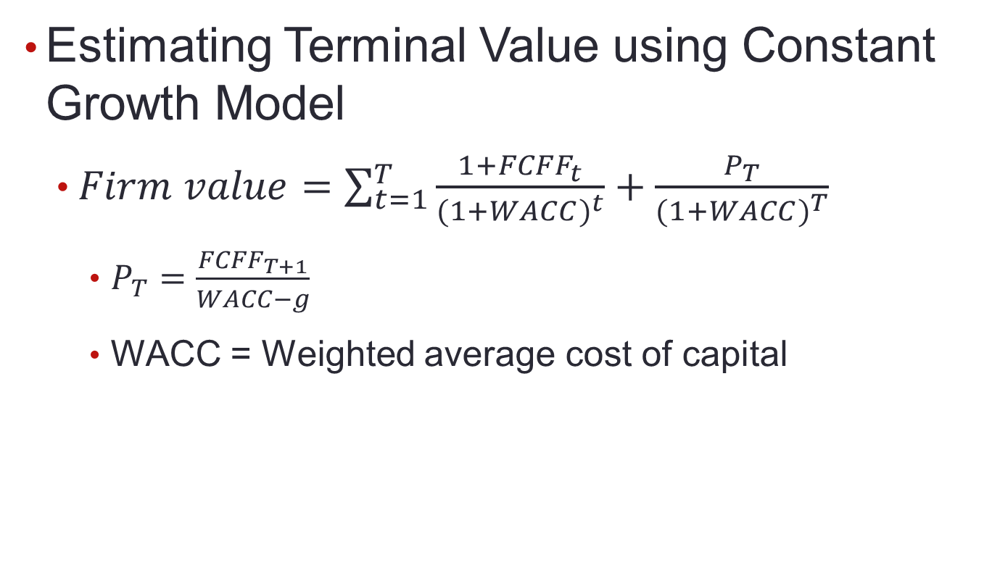 • Estimating Terminal Value using Constant
Growth Model
• Firm value = ∑_{t=1}^{T} \frac{1+FCFF_t}{(1+WACC)^t} + \frac{P_T}{(1+WACC)^T}
• P_T = \frac{FCFF_{T+1}}{WACC−g}
• WACC = Weighted average cost of capital